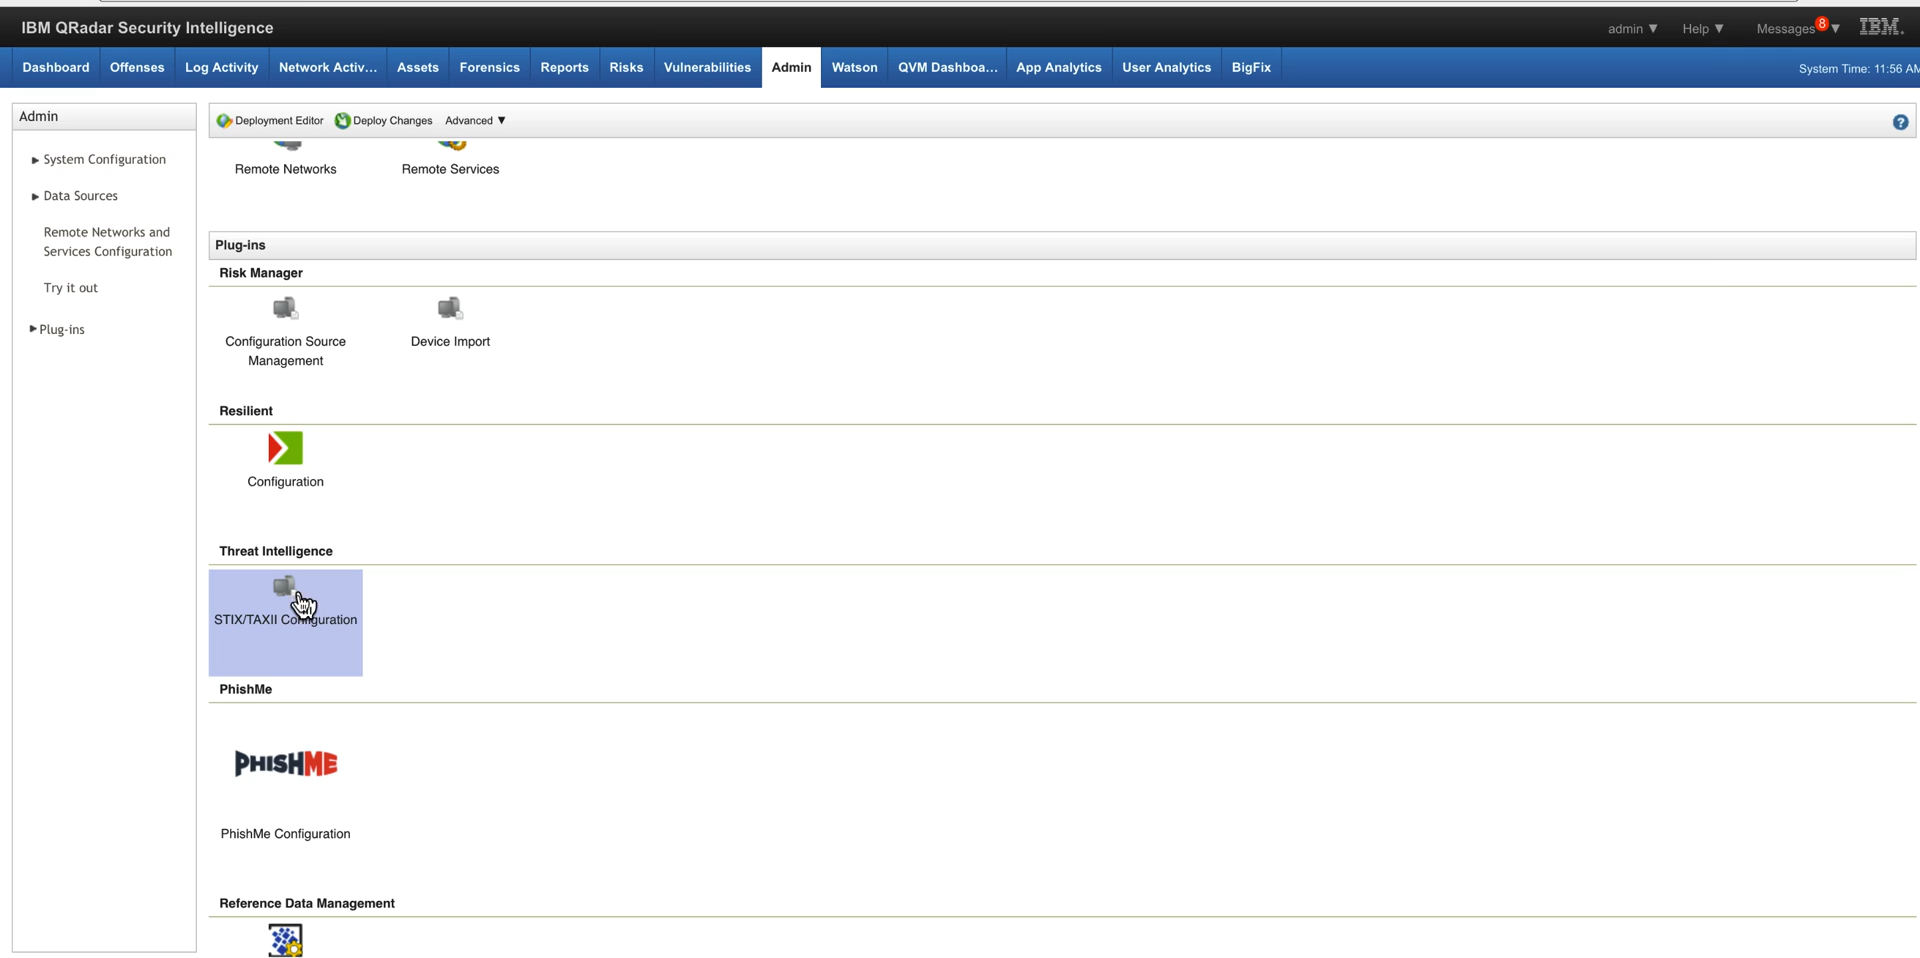 IBM QRadar Security Intelligence
admin ▼ Help ▼ Messages 8 ▼ IBM.
Dashboard Offenses Log Activity Network Activ... Assets Forensics Reports Risks Vulnerabilities Admin Watson QVM Dashboa... App Analytics User Analytics BigFix
System Time: 11:56 AM
Admin
Deployment Editor Deploy Changes Advanced ▼
System Configuration
Data Sources
Remote Networks and
Services Configuration
Try it out
Plug-ins
Remote Networks Remote Services
Plug-ins
Risk Manager
Configuration Source
Management
Device Import
Resilient
Configuration
Threat Intelligence
STIX/TAXII Configuration
PhishMe
PHISHME
PhishMe Configuration
Reference Data Management